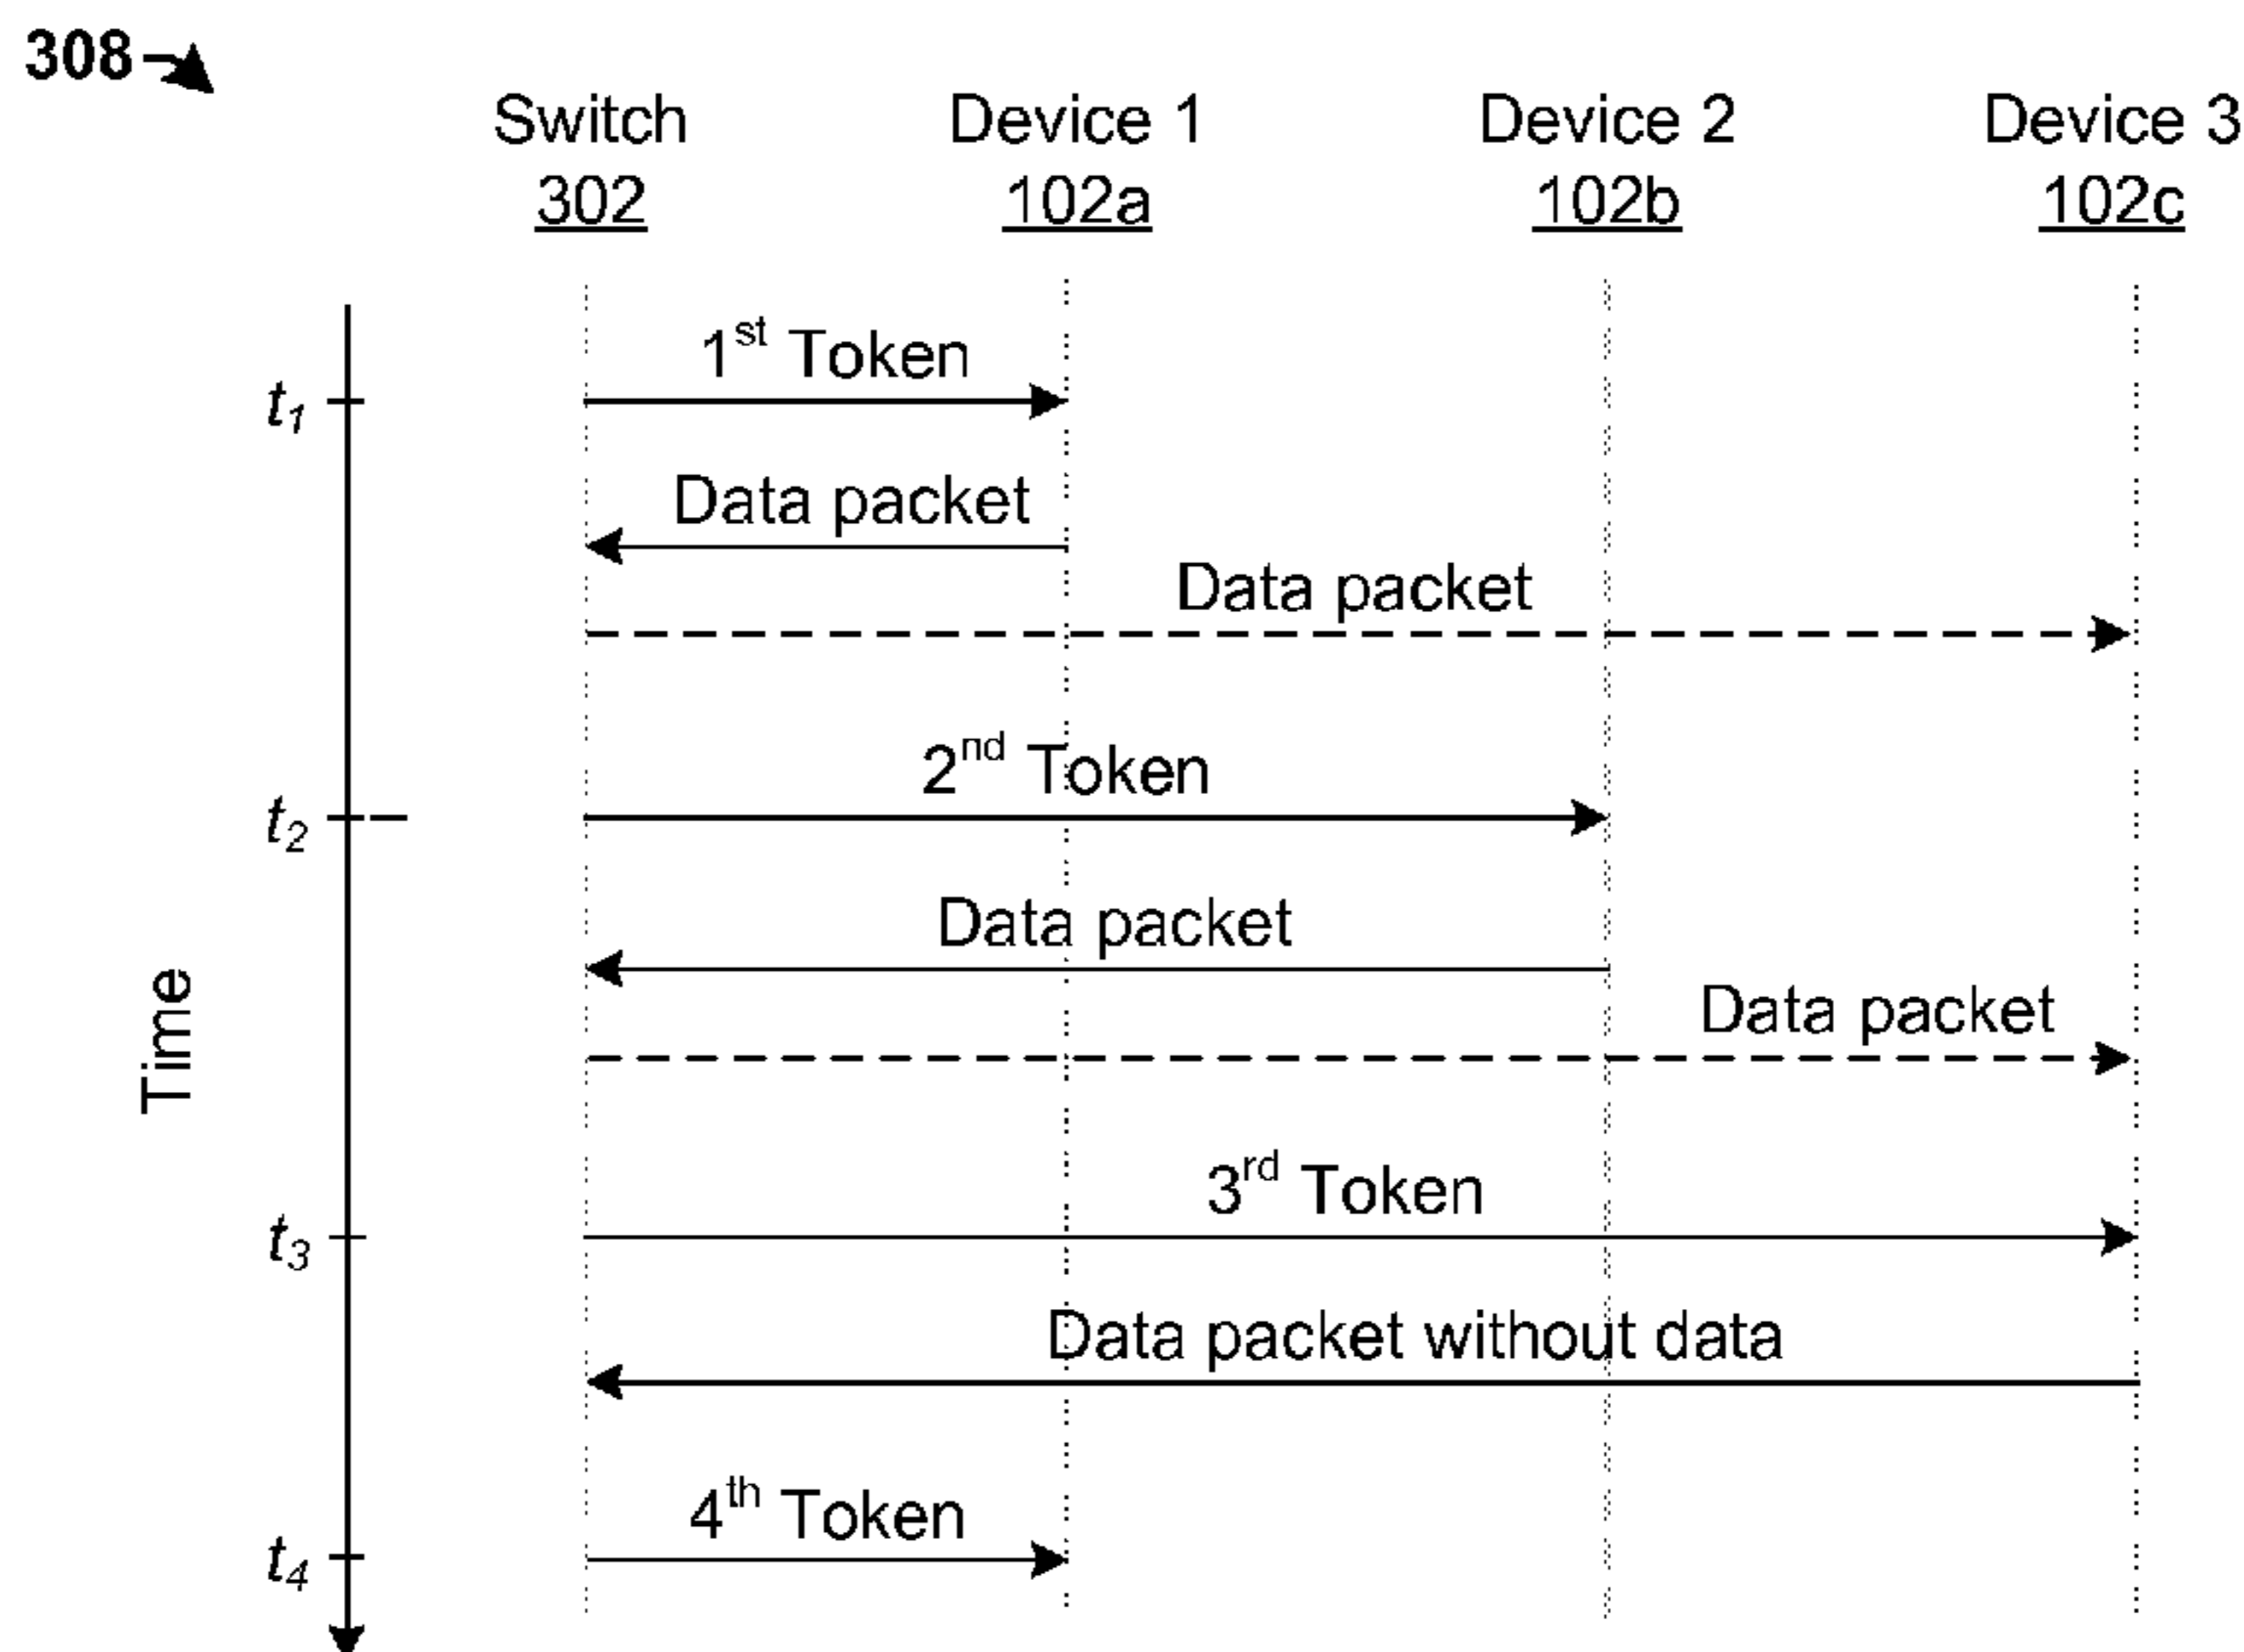 308
Switch Device 1 Device 2 Device 3
302 102a 102b 102c
1st Token
t1
Data packet
Data packet
2nd Token
t2
Data packet
Data packet
Time
3rd Token
t3
Data packet without data
4th Token
t4